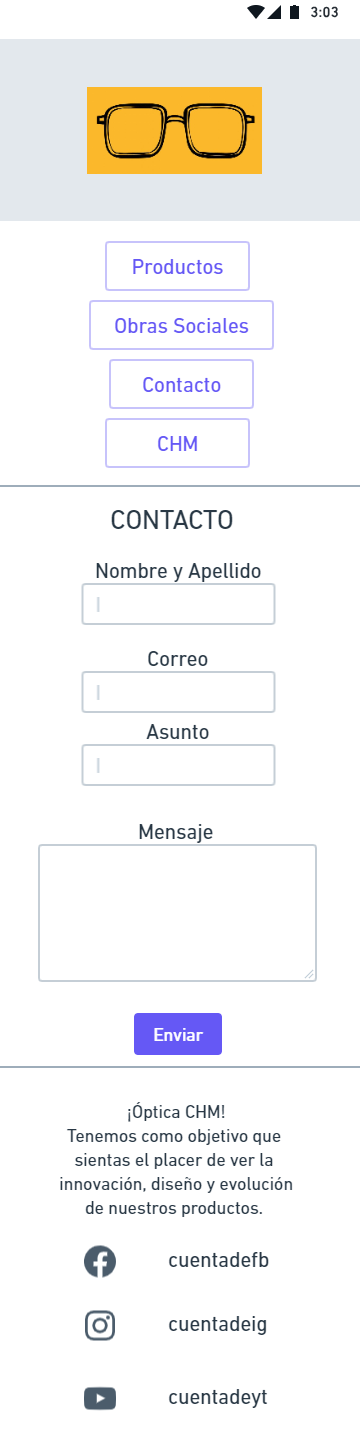 3:03
Productos
Obras Sociales
Contacto
CHM
CONTACTO
Nombre y Apellido
Correo
Asunto
Mensaje
Enviar
¡Óptica CHM!
Tenemos como objetivo que
sientas el placer de ver la
innovación, diseño y evolución
de nuestros productos.
cuentadefb
cuentadeig
cuentadeyt